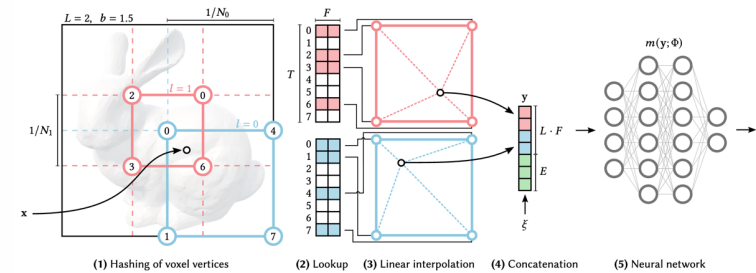 L = 2, b = 1.5
1/N₀
1/N₁
l = 1
l = 0
2
0
0
4
3
6
1
7
x
F
T
0
1
2
3
4
5
6
7
0
1
2
3
4
5
6
7
y
L · F
E
ξ
m(y; Φ)
(1) Hashing of voxel vertices
(2) Lookup
(3) Linear interpolation
(4) Concatenation
(5) Neural network